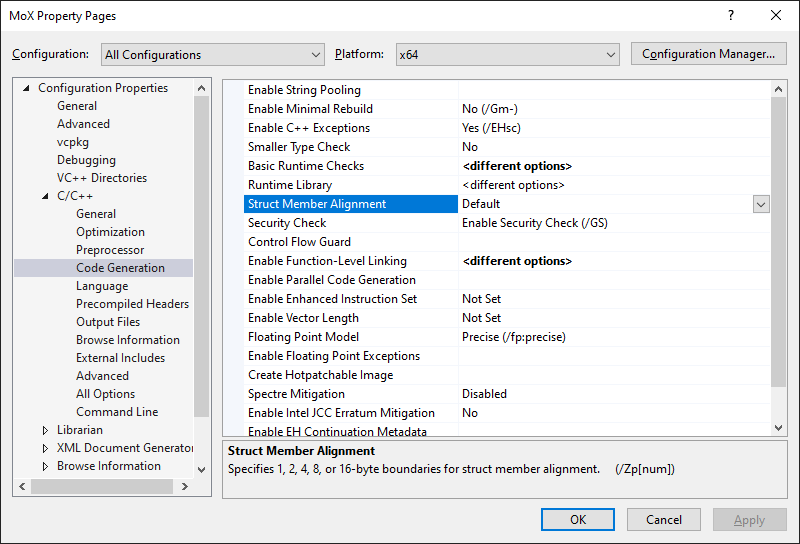 MoX Property Pages
Configuration: All Configurations Platform: x64 Configuration Manager...
Configuration Properties
General
Advanced
vcpkg
Debugging
VC++ Directories
C/C++
General
Optimization
Preprocessor
Code Generation
Language
Precompiled Headers
Output Files
Browse Information
External Includes
Advanced
All Options
Command Line
Librarian
XML Document Generator
Browse Information
Enable String Pooling
Enable Minimal Rebuild No (/Gm-)
Enable C++ Exceptions Yes (/EHsc)
Smaller Type Check No
Basic Runtime Checks <different options>
Runtime Library <different options>
Struct Member Alignment Default
Security Check Enable Security Check (/GS)
Control Flow Guard
Enable Function-Level Linking <different options>
Enable Parallel Code Generation
Enable Enhanced Instruction Set Not Set
Enable Vector Length Not Set
Floating Point Model Precise (/fp:precise)
Enable Floating Point Exceptions
Create Hotpatchable Image
Spectre Mitigation Disabled
Enable Intel JCC Erratum Mitigation No
Enable EH Continuation Metadata
Struct Member Alignment
Specifies 1, 2, 4, 8, or 16-byte boundaries for struct member alignment. (/Zp[num])
OK Cancel Apply